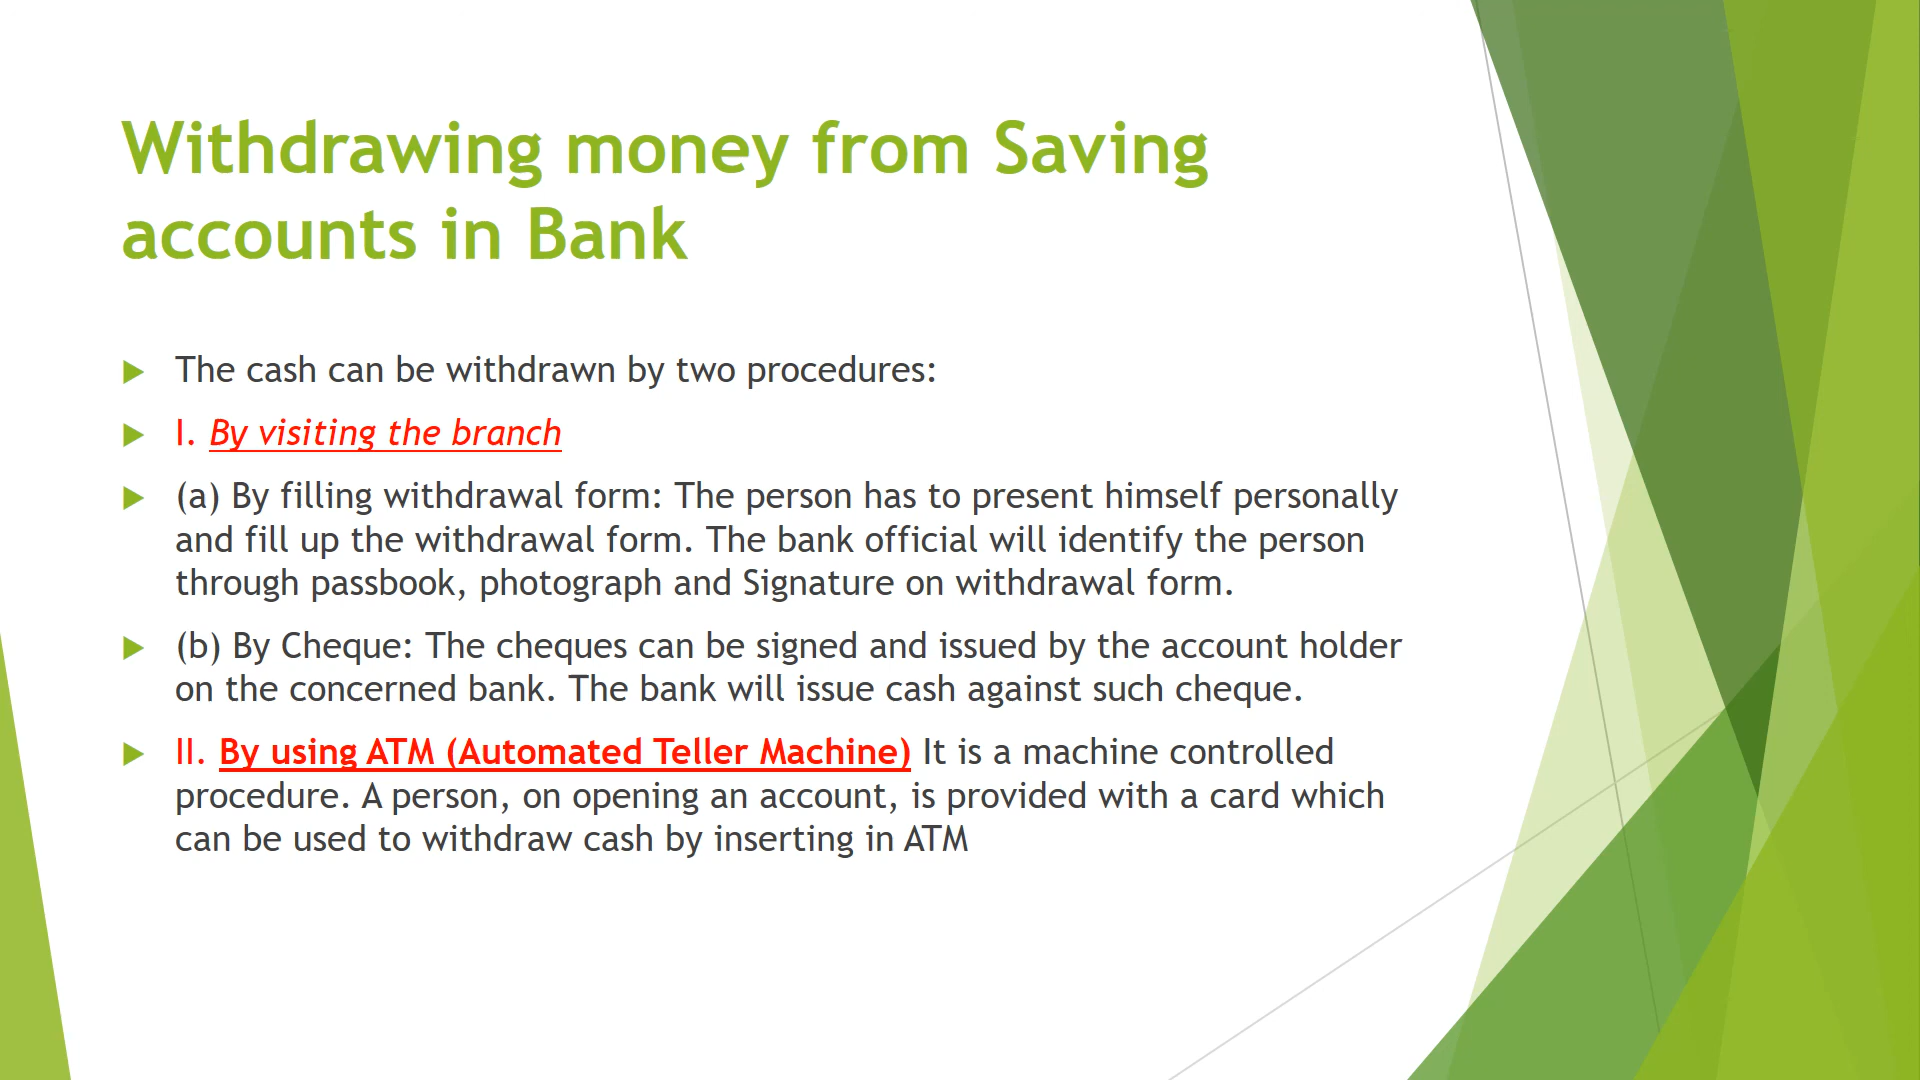 Withdrawing money from Saving
accounts in Bank
The cash can be withdrawn by two procedures:
I. By visiting the branch
(a) By filling withdrawal form: The person has to present himself personally
and fill up the withdrawal form. The bank official will identify the person
through passbook, photograph and Signature on withdrawal form.
(b) By Cheque: The cheques can be signed and issued by the account holder
on the concerned bank. The bank will issue cash against such cheque.
II. By using ATM (Automated Teller Machine) It is a machine controlled
procedure. A person, on opening an account, is provided with a card which
can be used to withdraw cash by inserting in ATM